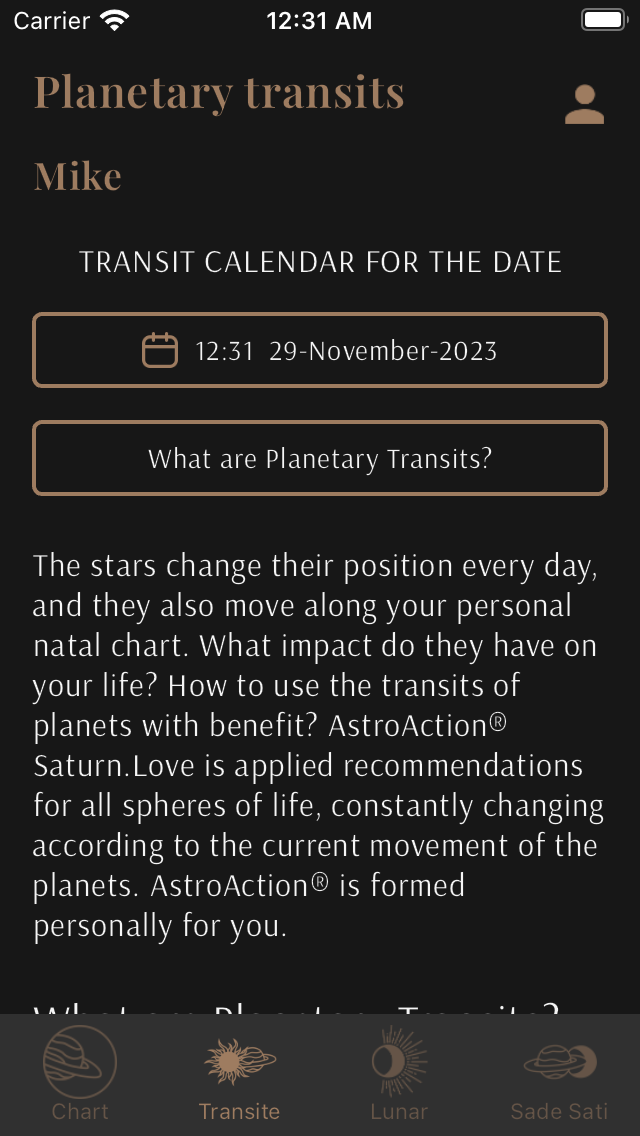 Carrier 12:31 AM
Planetary transits
Mike
TRANSIT CALENDAR FOR THE DATE
12:31 29-November-2023
What are Planetary Transits?
The stars change their position every day,
and they also move along your personal
natal chart. What impact do they have on
your life? How to use the transits of
planets with benefit? AstroAction®
Saturn.Love is applied recommendations
for all spheres of life, constantly changing
according to the current movement of the
planets. AstroAction® is formed
personally for you.
What are Planetary Transits?
Chart Transite Lunar Sade Sati